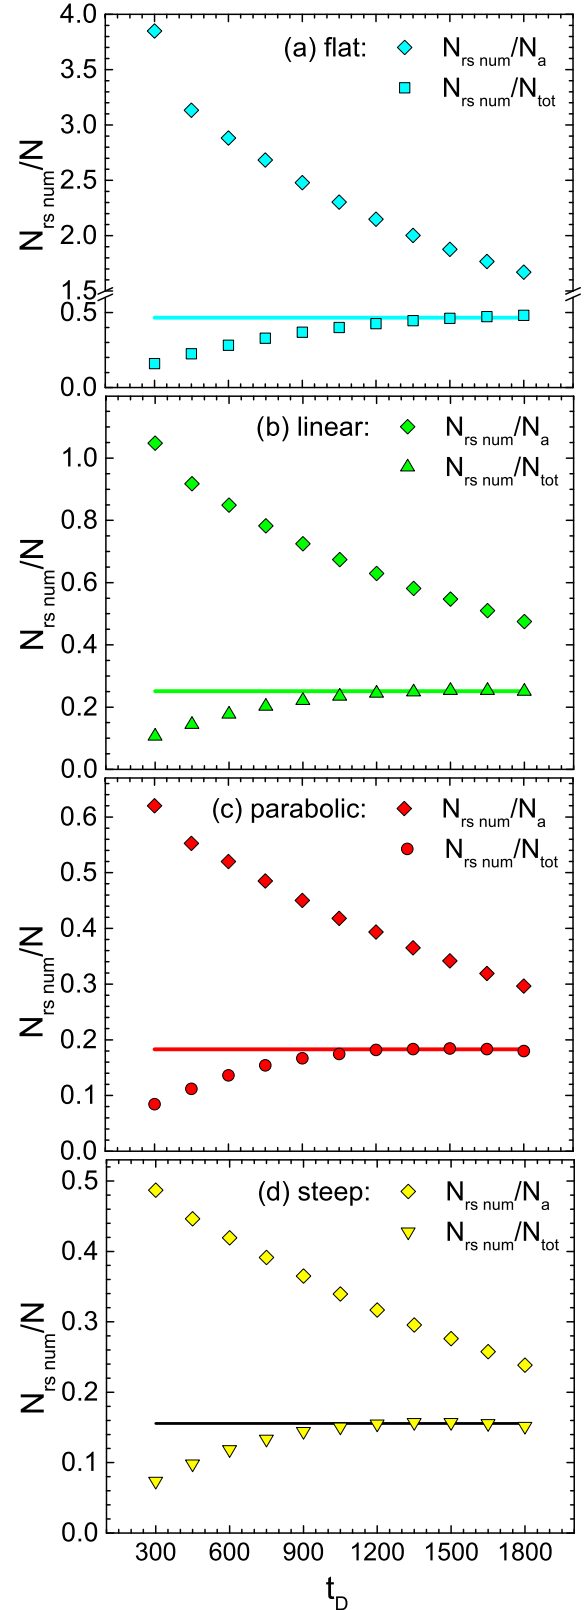 4.0
(a) flat: N_rs num/N_a
3.5
N_rs num/N_tot
3.0
N_rs num/N
2.5
2.0
1.5
0.5
0.0
(b) linear: N_rs num/N_a
1.0
N_rs num/N_tot
0.8
N_rs num/N
0.6
0.4
0.2
0.0
(c) parabolic: N_rs num/N_a
0.6
N_rs num/N_tot
0.5
0.4
N_rs num/N
0.3
0.2
0.1
0.0
0.5
(d) steep: N_rs num/N_a
N_rs num/N_tot
0.4
0.3
N_rs num/N
0.2
0.1
0.0
300 600 900 1200 1500 1800
t_D